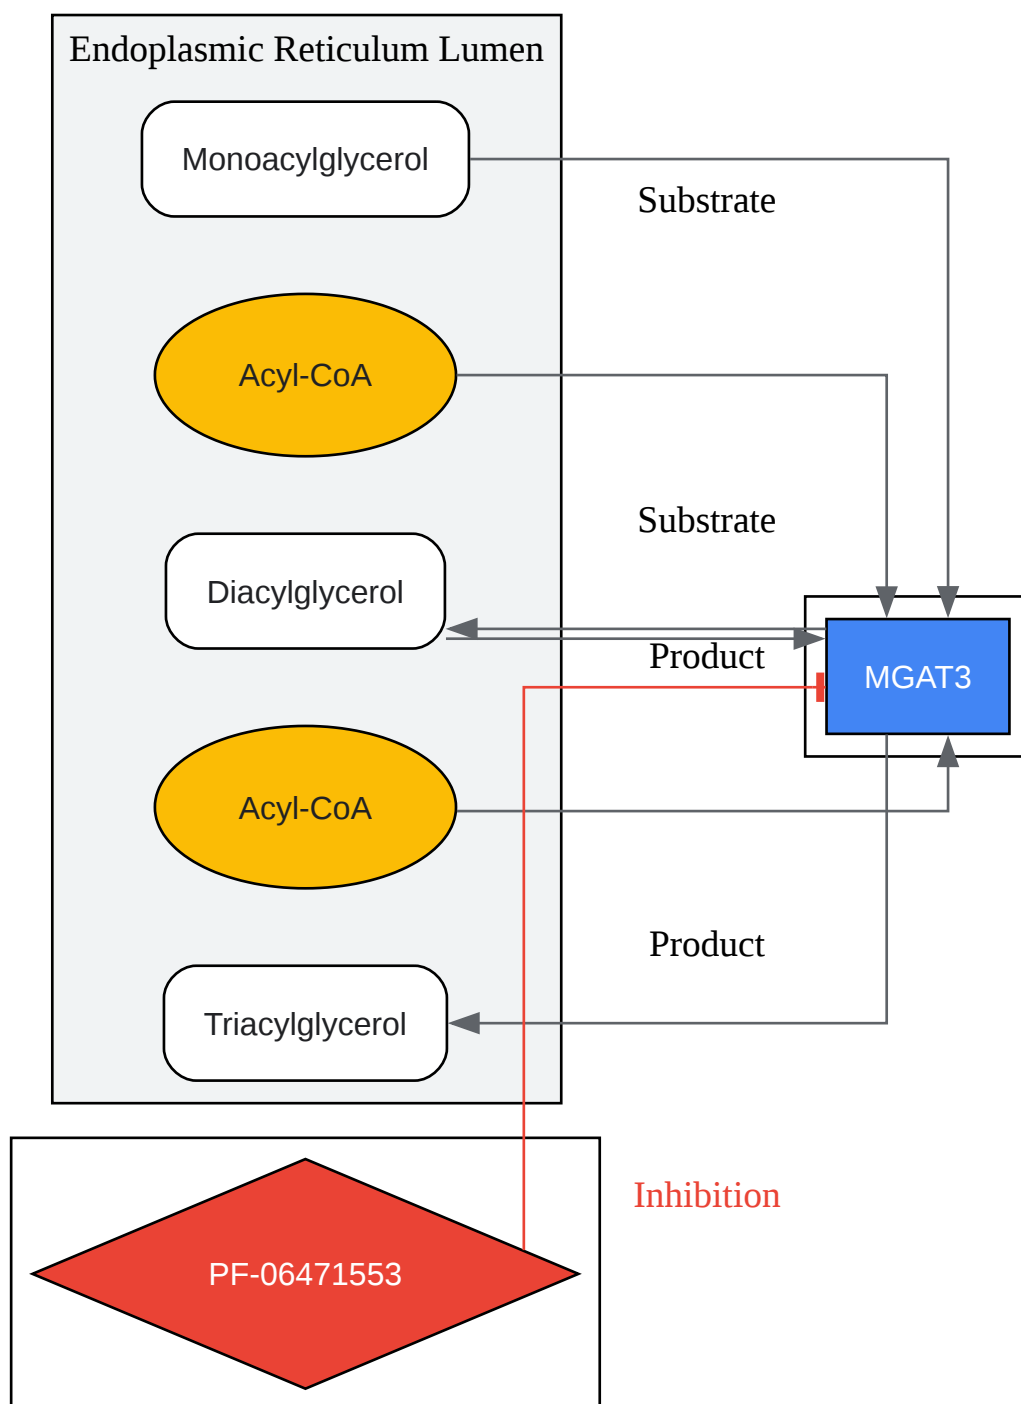 Endoplasmic Reticulum Lumen
Monoacylglycerol
Substrate
Acyl-CoA
Substrate
Diacylglycerol
Product
MGAT3
Acyl-CoA
Product
Triacylglycerol
Inhibition
PF-06471553